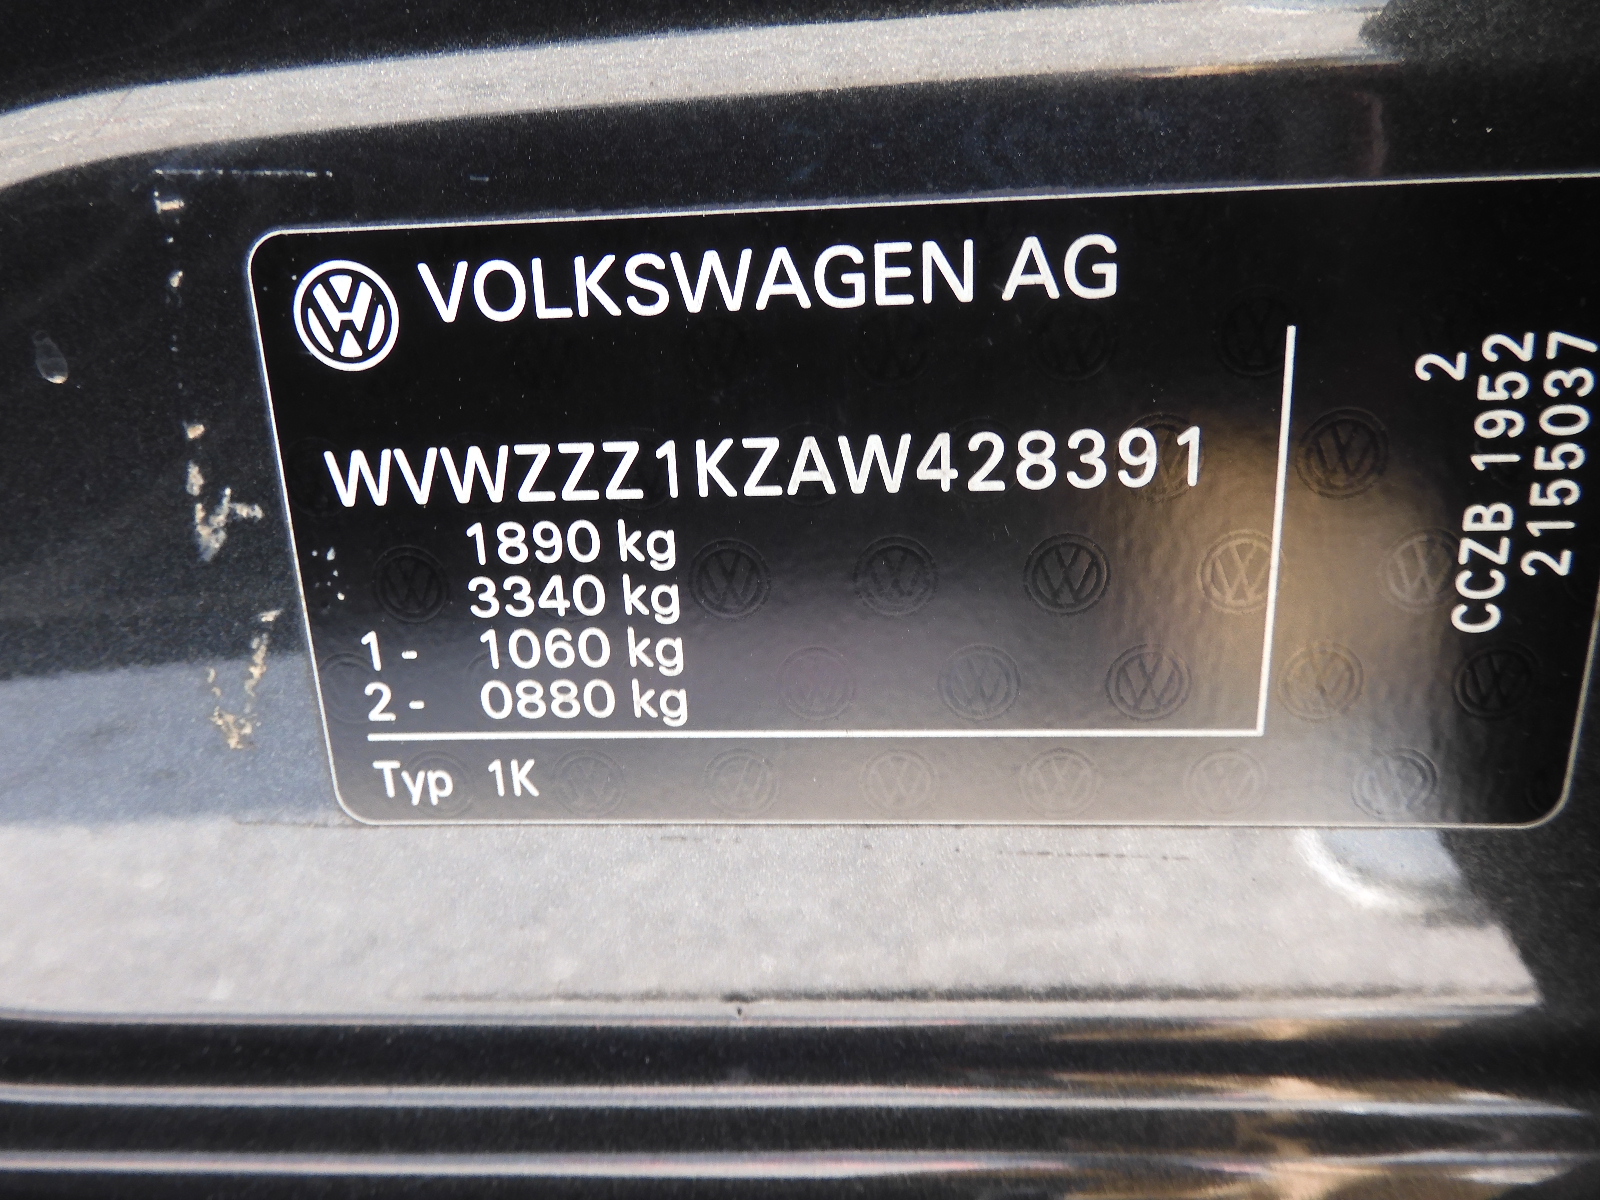 VOLKSWAGEN AG
WVWZZZ1KZAW428391
1890 kg
3340 kg
1- 1060 kg
2- 0880 kg
Typ 1K
2
CCZB 1952
2155037